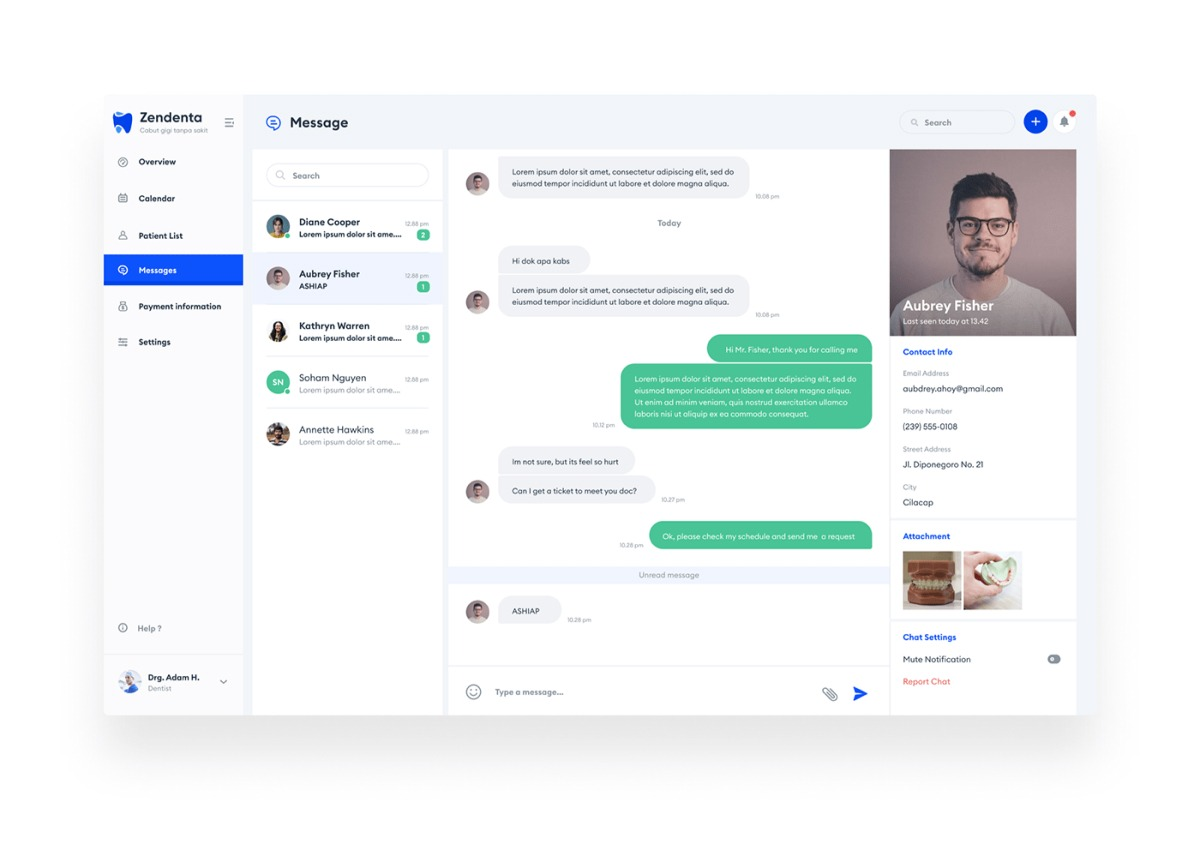 Zendenta
Cabut gigi tanpa sakit
Overview
Calendar
Patient List
Messages
Payment information
Settings
Help ?
Drg. Adam H.
Dentist
Message
Search
Search
Diane Cooper
12.88 pm
Lorem ipsum dolor sit ame....
2
Aubrey Fisher
12.88 pm
ASHIAP
1
Kathryn Warren
12.88 pm
Lorem ipsum dolor sit ame....
1
SN
Soham Nguyen
12.88 pm
Lorem ipsum dolor sit ame....
Annette Hawkins
12.88 pm
Lorem ipsum dolor sit ame....
Lorem ipsum dolor sit amet, consectetur adipiscing elit, sed do
eiusmod tempor incididunt ut labore et dolore magna aliqua.
10.08 pm
Today
Hi dok apa kabs
Lorem ipsum dolor sit amet, consectetur adipiscing elit, sed do
eiusmod tempor incididunt ut labore et dolore magna aliqua.
10.08 pm
Hi Mr. Fisher, thank you for calling me
Lorem ipsum dolor sit amet, consectetur adipiscing elit, sed do
eiusmod tempor incididunt ut labore et dolore magna aliqua.
Ut enim ad minim veniam, quis nostrud exercitation ullamco
laboris nisi ut aliquip ex ea commodo consequat.
10.12 pm
Im not sure, but its feel so hurt
Can I get a ticket to meet you doc?
10.27 pm
Ok, please check my schedule and send me a request
10.28 pm
Unread message
ASHIAP
10.28 pm
Type a message...
Aubrey Fisher
Last seen today at 13.42
Contact Info
Email Address
aubdrey.ahoy@gmail.com
Phone Number
(239) 555-0108
Street Address
Jl. Diponegoro No. 21
City
Cilacap
Attachment
Chat Settings
Mute Notification
Report Chat